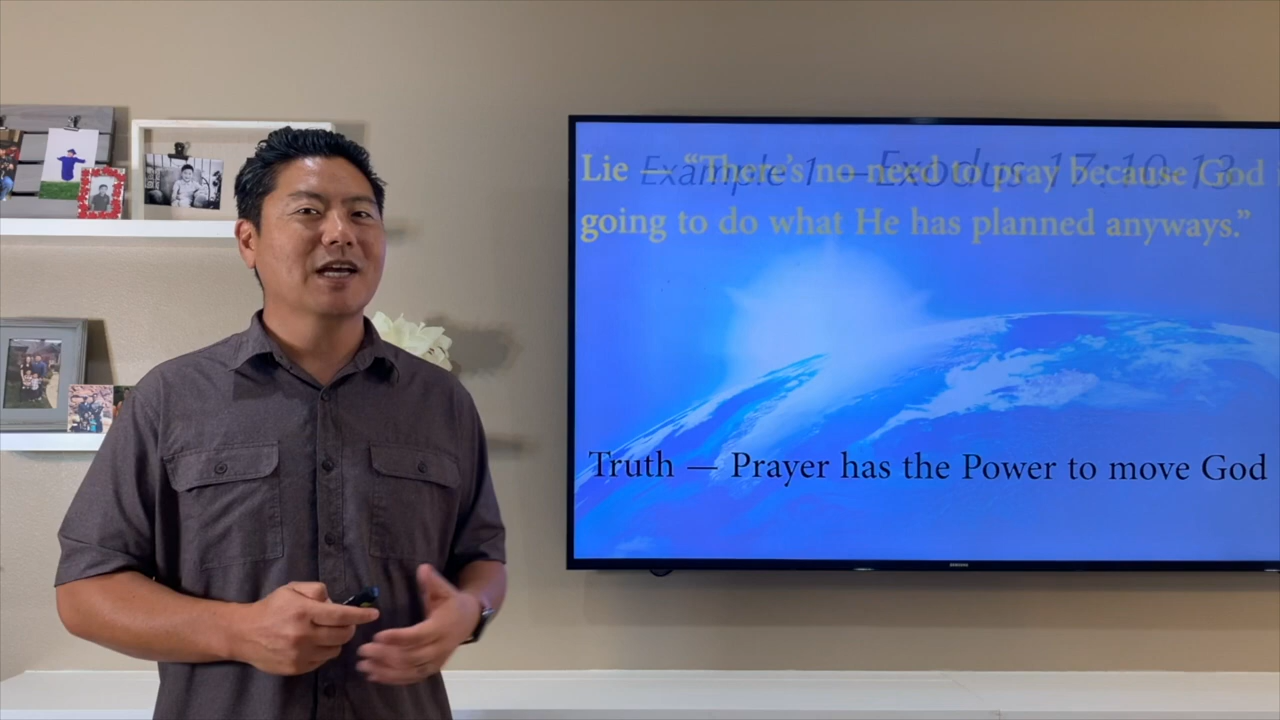 Example 1 — Exodus 17:10-13
Lie — “There’s no need to pray because God
going to do what He has planned anyways.”
Truth — Prayer has the Power to move God
SAMSUNG